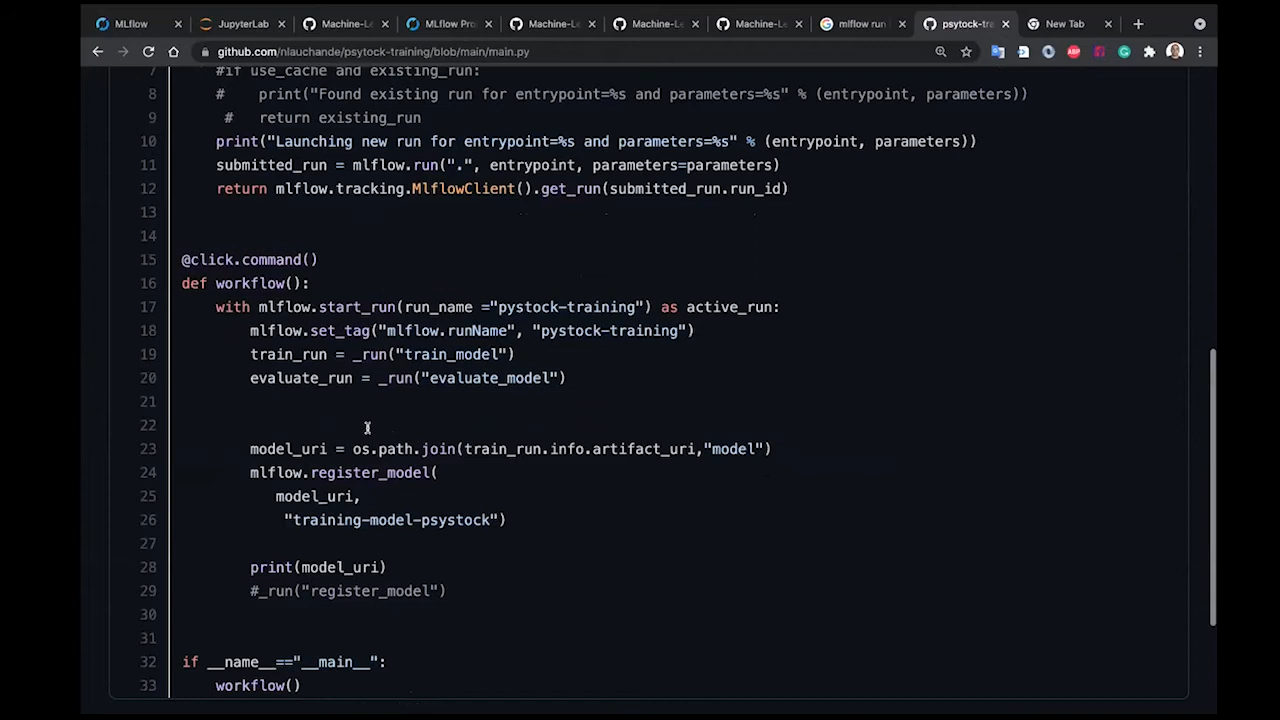 MLflow
JupyterLab
Machine-Le
MLflow Pro
Machine-Le
Machine-Le
Machine-Le
mlflow run
psytock-tra
New Tab
github.com/nlauchande/psytock-training/blob/main/main.py
7 #if use_cache and existing_run:
8 # print("Found existing run for entrypoint=%s and parameters=%s" % (entrypoint, parameters))
9 # return existing_run
10 print("Launching new run for entrypoint=%s and parameters=%s" % (entrypoint, parameters))
11 submitted_run = mlflow.run(".", entrypoint, parameters=parameters)
12 return mlflow.tracking.MlflowClient().get_run(submitted_run.run_id)
13
14
15 @click.command()
16 def workflow():
17 with mlflow.start_run(run_name ="pystock-training") as active_run:
18 mlflow.set_tag("mlflow.runName", "pystock-training")
19 train_run = _run("train_model")
20 evaluate_run = _run("evaluate_model")
21
22
23 model_uri = os.path.join(train_run.info.artifact_uri,"model")
24 mlflow.register_model(
25 model_uri,
26 "training-model-psystock")
27
28 print(model_uri)
29 #_run("register_model")
30
31
32 if __name__=="__main__":
33 workflow()